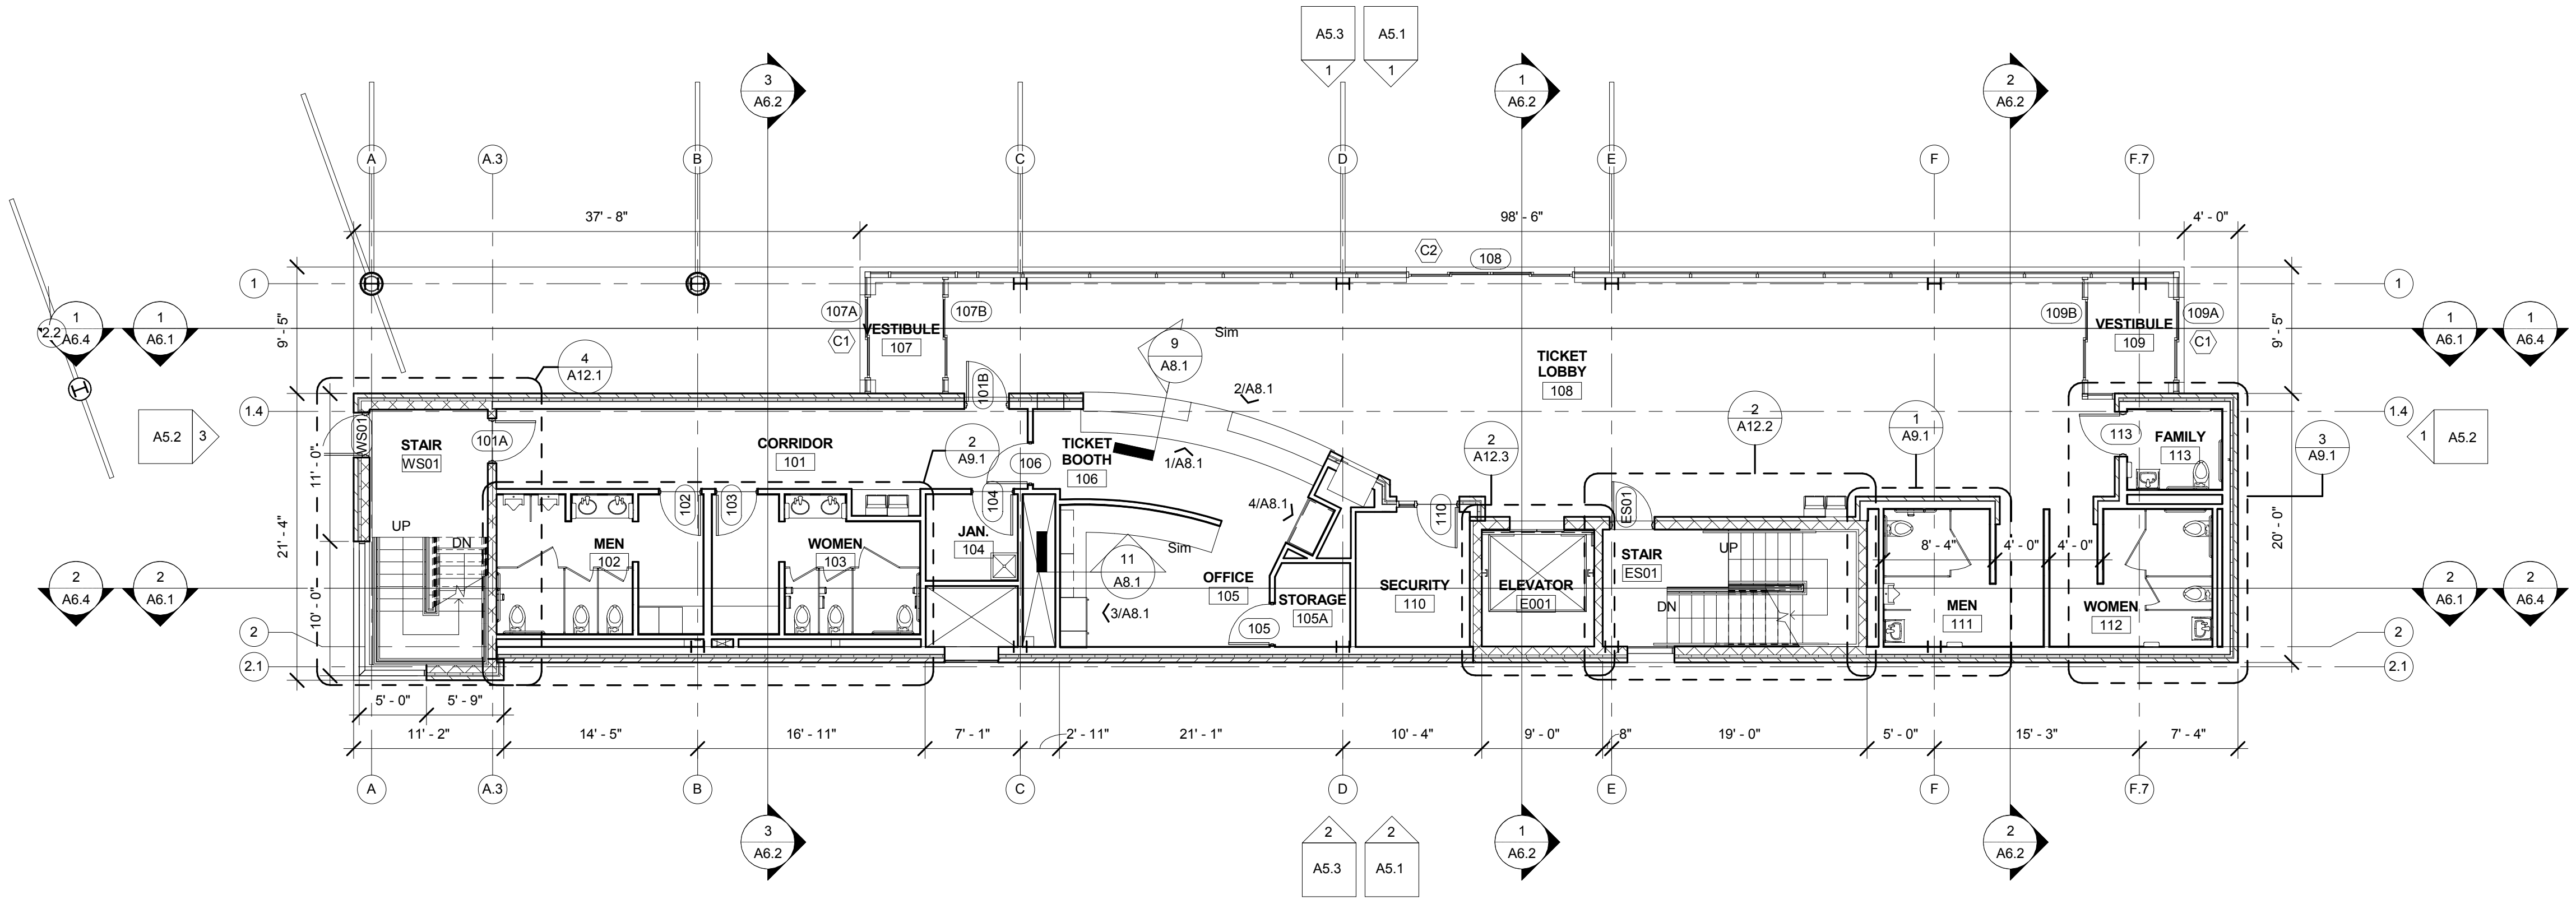 A5.3 A5.1
1 1
3 1 2
A6.2 A6.2 A6.2
A A.3 B C D E F F.7
37' - 8" 98' - 6" 4' - 0"
C2 108
1 1
9' - 5" 9' - 5"
107A 107B 109B 109A
VESTIBULE
107
C1
VESTIBULE
109
C1
2.2
1
A6.4
1
A6.1
1
A6.1
1
A6.4
Sim
9
A8.1
TICKET
LOBBY
108
4
A12.1
101B
2/A8.1
1.4 1.4
A5.2 3
1 A5.2
WS01
STAIR
WS01
101A
11' - 0"
CORRIDOR
101
2
A9.1
106
TICKET
BOOTH
106
1/A8.1
2
A12.3
2
A12.2
1
A9.1
113
FAMILY
113
3
A9.1
21' - 4"
UP
DN
102
103
104
4/A8.1
110
ES01
20' - 0"
MEN
102
WOMEN
103
JAN.
104
Sim
11
A8.1
3/A8.1
OFFICE
105
STORAGE
105A
105
SECURITY
110
ELEVATOR
E001
STAIR
ES01
UP
DN
8' - 4" 4' - 0" 4' - 0"
MEN
111
WOMEN
112
2
A6.4
2
A6.1
2
A6.1
2
A6.4
10' - 0"
2 2
2.1 2.1
5' - 0" 5' - 9"
11' - 2" 14' - 5" 16' - 11" 7' - 1" 2' - 11" 21' - 1" 10' - 4" 9' - 0" 8" 19' - 0" 5' - 0" 15' - 3" 7' - 4"
A A.3 B C D E F F.7
3 1 2
A6.2 A6.2 A6.2
2 2
A5.3 A5.1